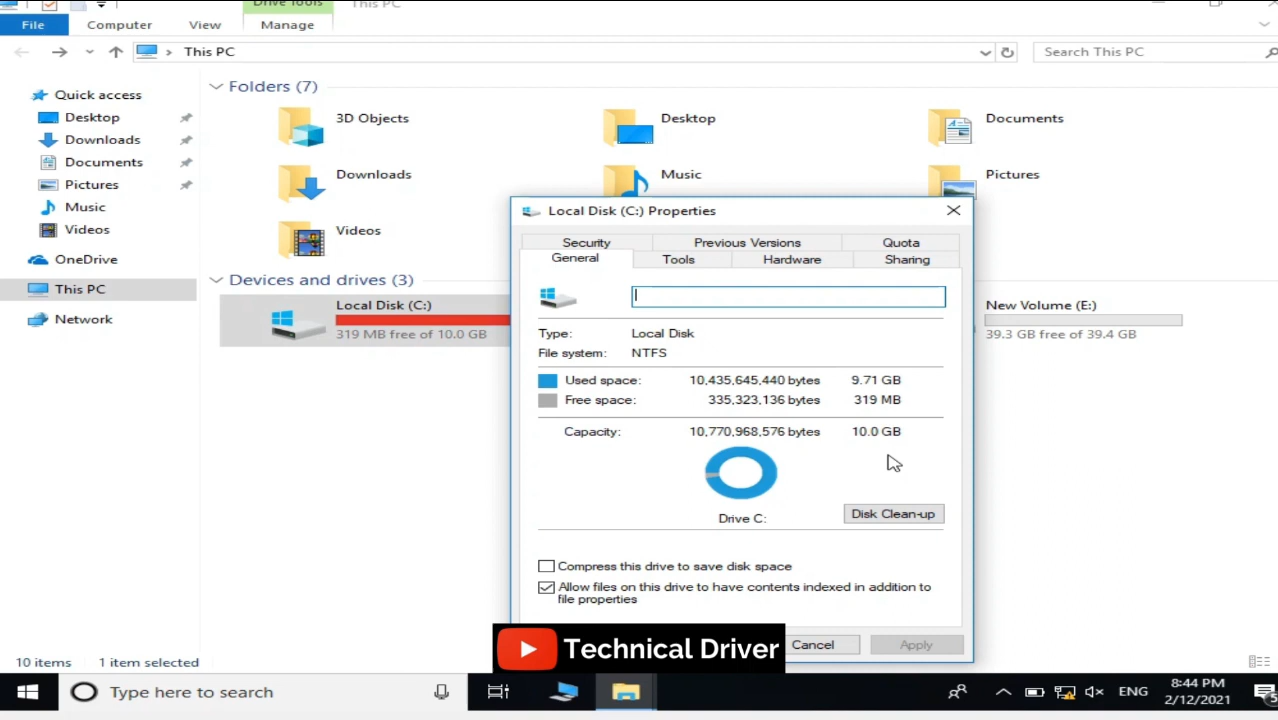 Drive Tools
This PC
File
Computer
View
Manage
This PC
Search This PC
Quick access
Desktop
Downloads
Documents
Pictures
Music
Videos
OneDrive
This PC
Network
Folders (7)
3D Objects
Desktop
Documents
Downloads
Music
Pictures
Videos
Devices and drives (3)
Local Disk (C:)
319 MB free of 10.0 GB
New Volume (E:)
39.3 GB free of 39.4 GB
Local Disk (C:) Properties
Security
Previous Versions
Quota
General
Tools
Hardware
Sharing
Type: Local Disk
File system: NTFS
Used space: 10,435,645,440 bytes 9.71 GB
Free space: 335,323,136 bytes 319 MB
Capacity: 10,770,968,576 bytes 10.0 GB
Drive C:
Disk Clean-up
Compress this drive to save disk space
Allow files on this drive to have contents indexed in addition to
file properties
Cancel
Apply
Technical Driver
10 items
1 item selected
Type here to search
ENG
8:44 PM
2/12/2021
5